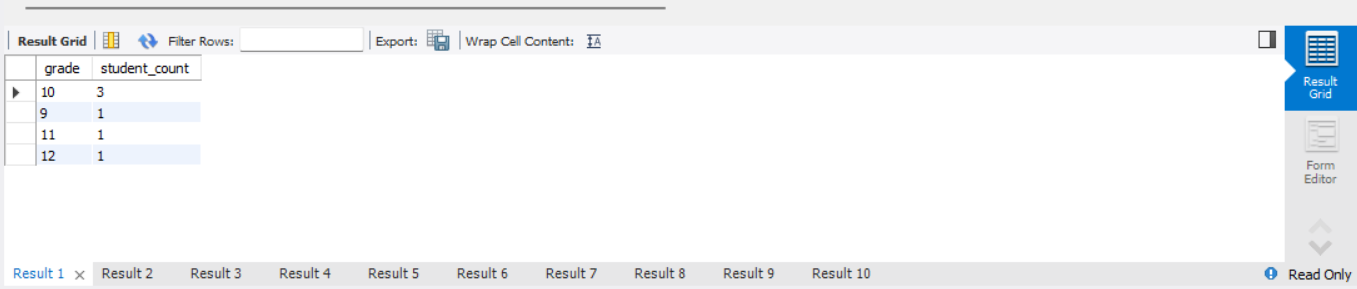 Result Grid Filter Rows: Export: Wrap Cell Content: IA
grade student_count
10 3
9 1
11 1
12 1
Result Grid
Form Editor
Result 1 × Result 2 Result 3 Result 4 Result 5 Result 6 Result 7 Result 8 Result 9 Result 10 Read Only